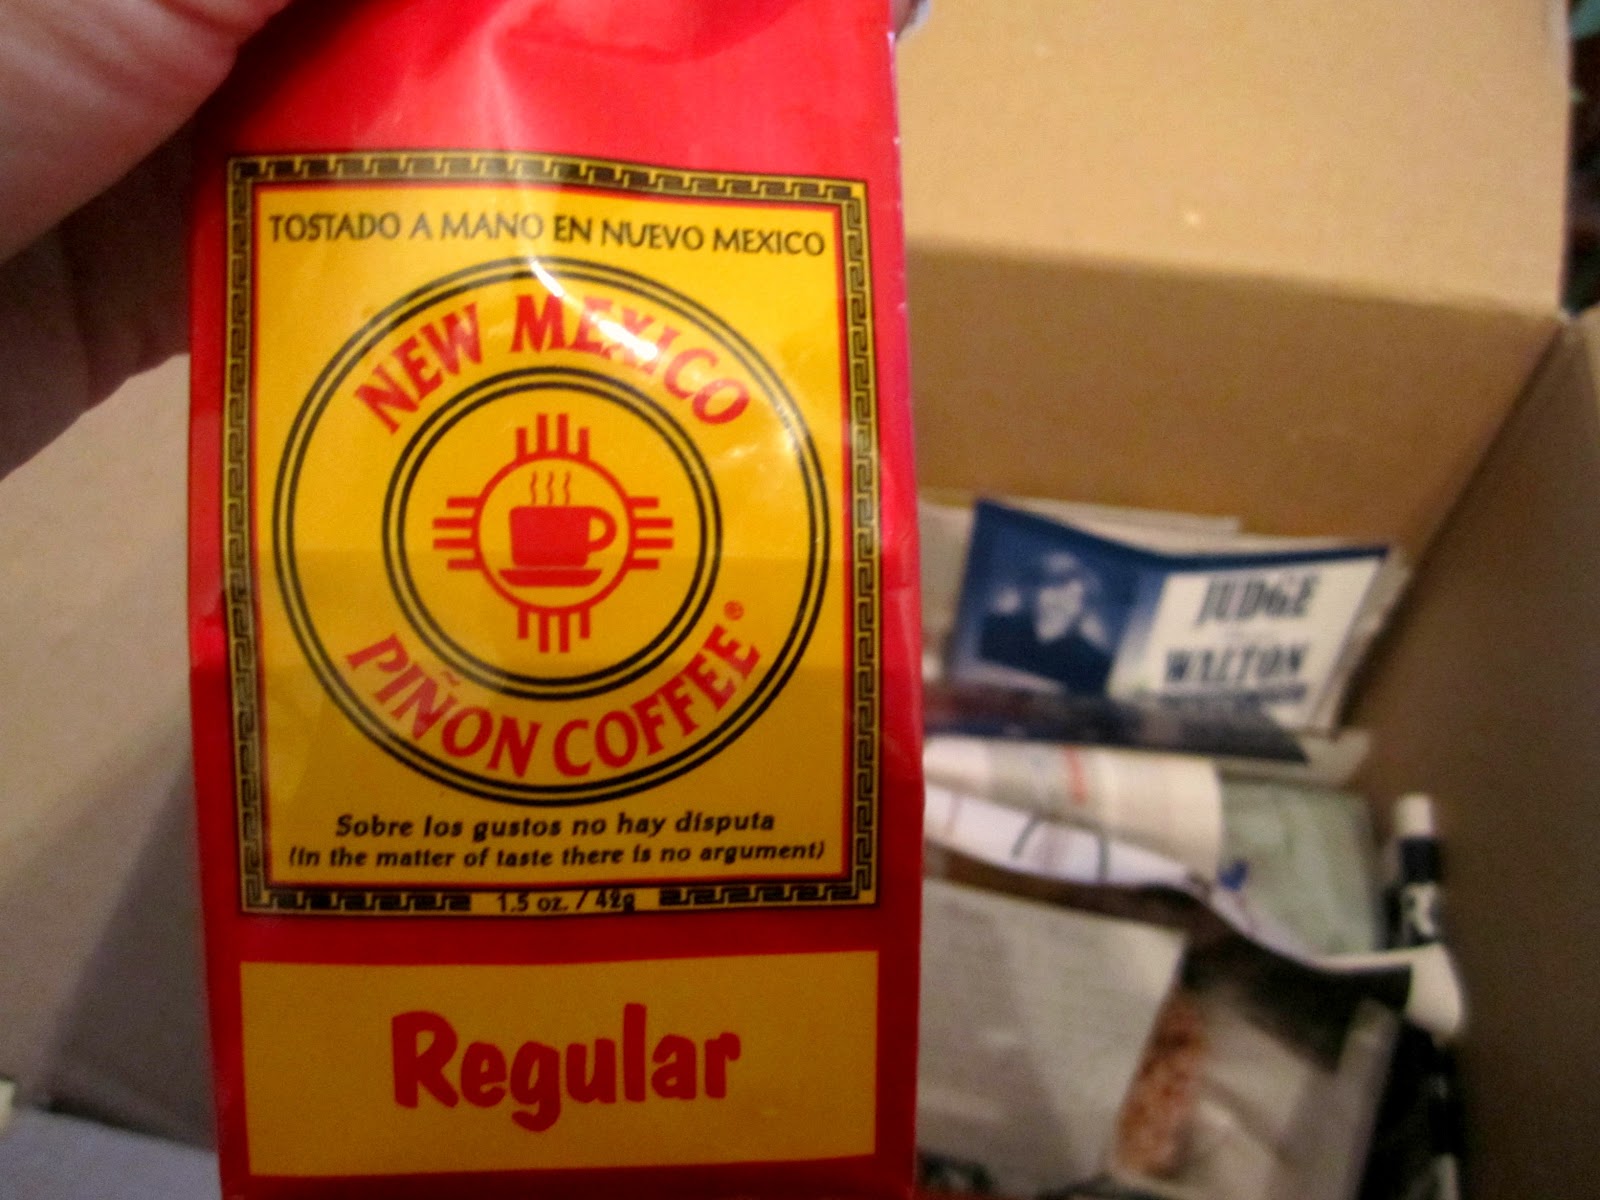 TOSTADO A MANO EN NUEVO MEXICO
NEW MEXICO
PIÑON COFFEE®
Sobre los gustos no hay disputa
(in the matter of taste there is no argument)
1.5 oz. / 42g
Regular
JUDGE
WALTON